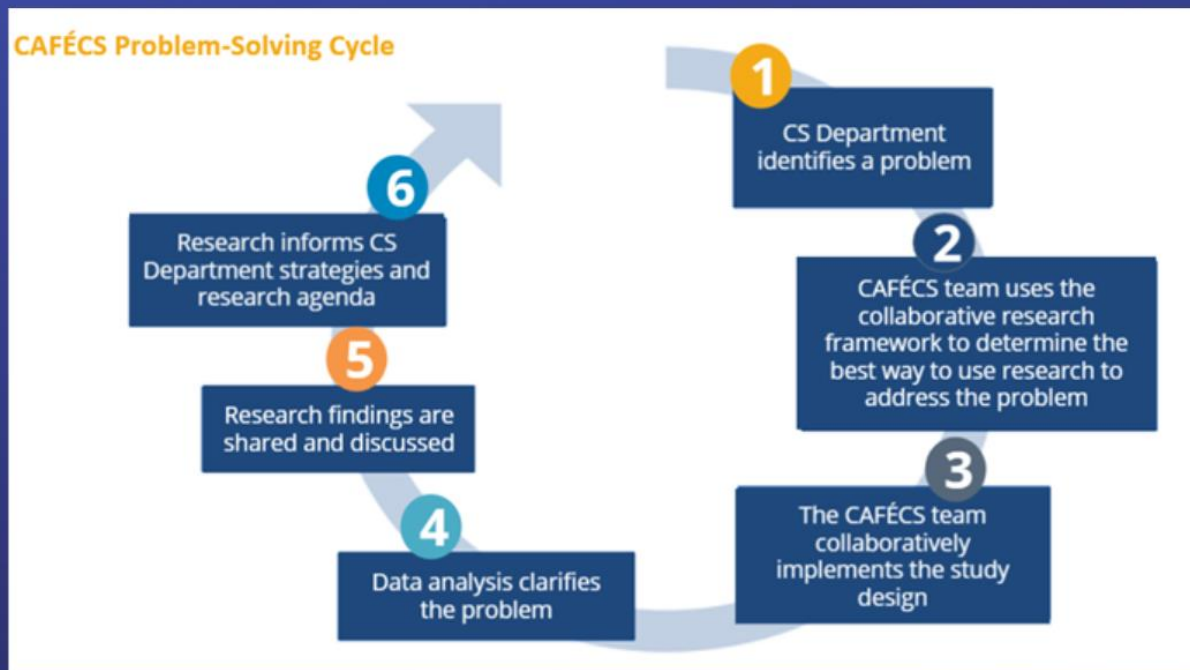 CAFÉCS Problem-Solving Cycle
1
CS Department
identifies a problem
2
CAFÉCS team uses the
collaborative research
framework to determine the
best way to use research to
address the problem
3
The CAFÉCS team
collaboratively
implements the study
design
4
Data analysis clarifies
the problem
5
Research findings are
shared and discussed
6
Research informs CS
Department strategies and
research agenda